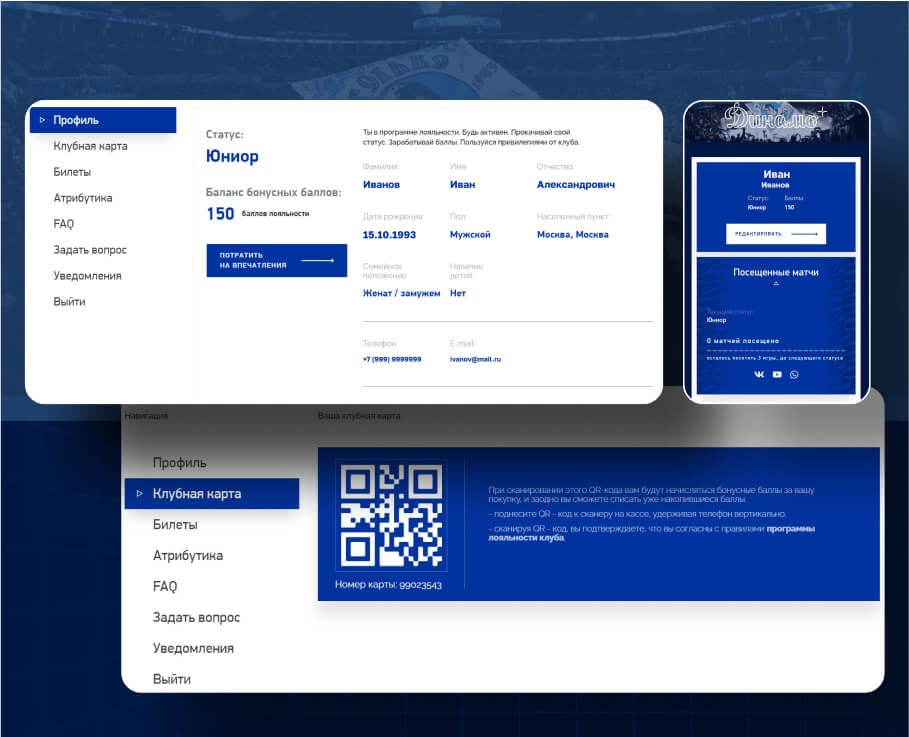 Профиль
Клубная карта
Билеты
Атрибутика
FAQ
Задать вопрос
Уведомления
Выйти
Статус:
Юниор
Баланс бонусных баллов:
150 баллов лояльности
ПОТРАТИТЬ
НА ВПЕЧАТЛЕНИЯ
Ты в программе лояльности. Будь активен. Прокачивай свой
статус. Зарабатывай баллы. Пользуйся привилегиями от клуба.
Фамилия: Имя Отчество:
Иванов Иван Александрович
Дата рождения: Пол: Населенный пункт:
15.10.1993 Мужской Москва, Москва
Семейное Наличие
положение детей
Женат / замужем Нет
Телефон E-mail:
+7 (999) 9999999 ivanov@mail.ru
Динамо+
Иван
Иванов
Статус: Баллы:
Юниор 150
РЕДАКТИРОВАТЬ
Посещенные матчи
Текущий статус:
Юниор
0 матчей посещено
осталось посетить 3 игры, до следующего статуса
Навигация Ваша клубная карта
Профиль
Клубная карта
Билеты
Атрибутика
FAQ
Задать вопрос
Уведомления
Выйти
Номер карты: 99023543
При сканировании этого QR-кода вам будут начисляться бонусные баллы за вашу
покупку, и заодно вы сможете списать уже накопившиеся баллы.
- поднесите QR - код к сканеру на кассе, удерживая телефон вертикально.
- сканируя QR - код, вы подтверждаете, что вы согласны с правилами программы
лояльности клуба.